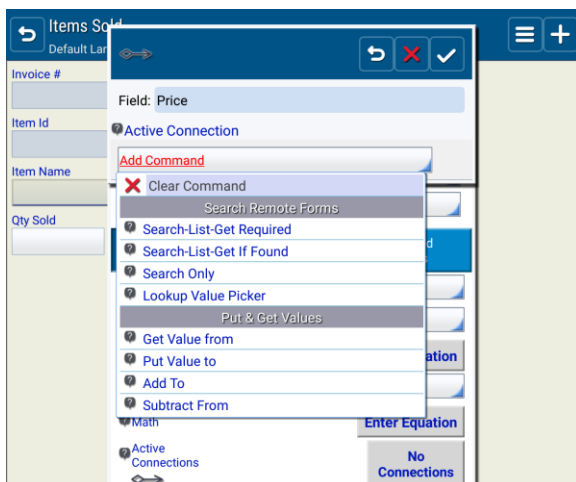 Items So
Default Lar
Invoice #
Item Id
Item Name
Qty Sold
Field: Price
Active Connection
Add Command
Clear Command
Search Remote Forms
Search-List-Get Required
Search-List-Get If Found
Search Only
Lookup Value Picker
Put & Get Values
Get Value from
Put Value to
Add To
Subtract From
d
ation
Math
Enter Equation
Active
Connections
No
Connections